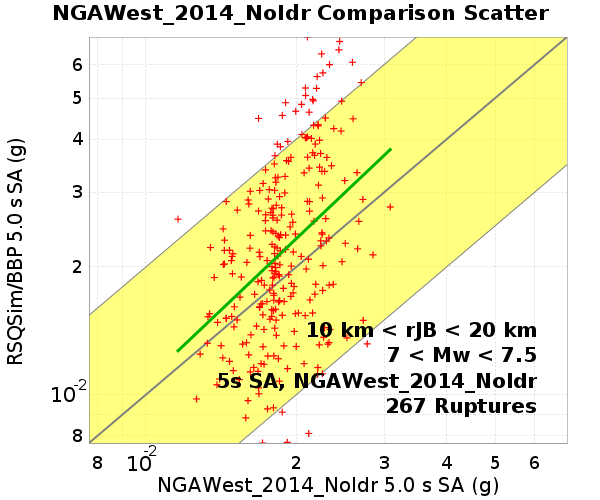 NGAWest_2014_NoIdr Comparison Scatter
RSQSim/BBP 5.0 s SA (g)
6
5
4
3
2
10-2
8
10 km < rJB < 20 km
7 < Mw < 7.5
5s SA, NGAWest_2014_NoIdr
267 Ruptures
8 10-2 2 3 4 5 6
NGAWest_2014_NoIdr 5.0 s SA (g)